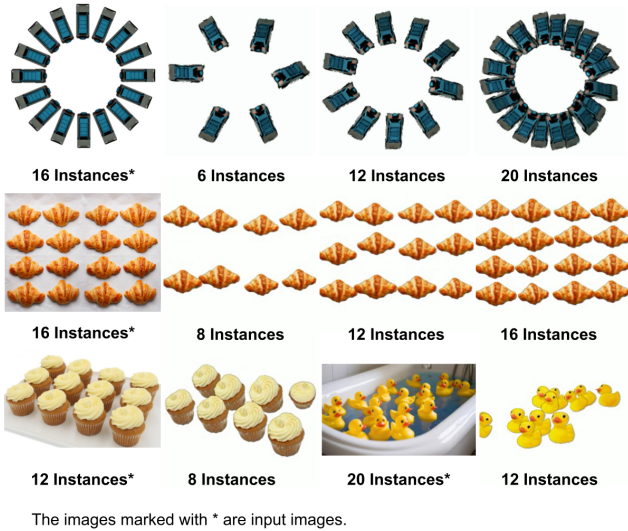 16 Instances* 6 Instances 12 Instances 20 Instances
16 Instances* 8 Instances 12 Instances 16 Instances
12 Instances* 8 Instances 20 Instances* 12 Instances
The images marked with * are input images.